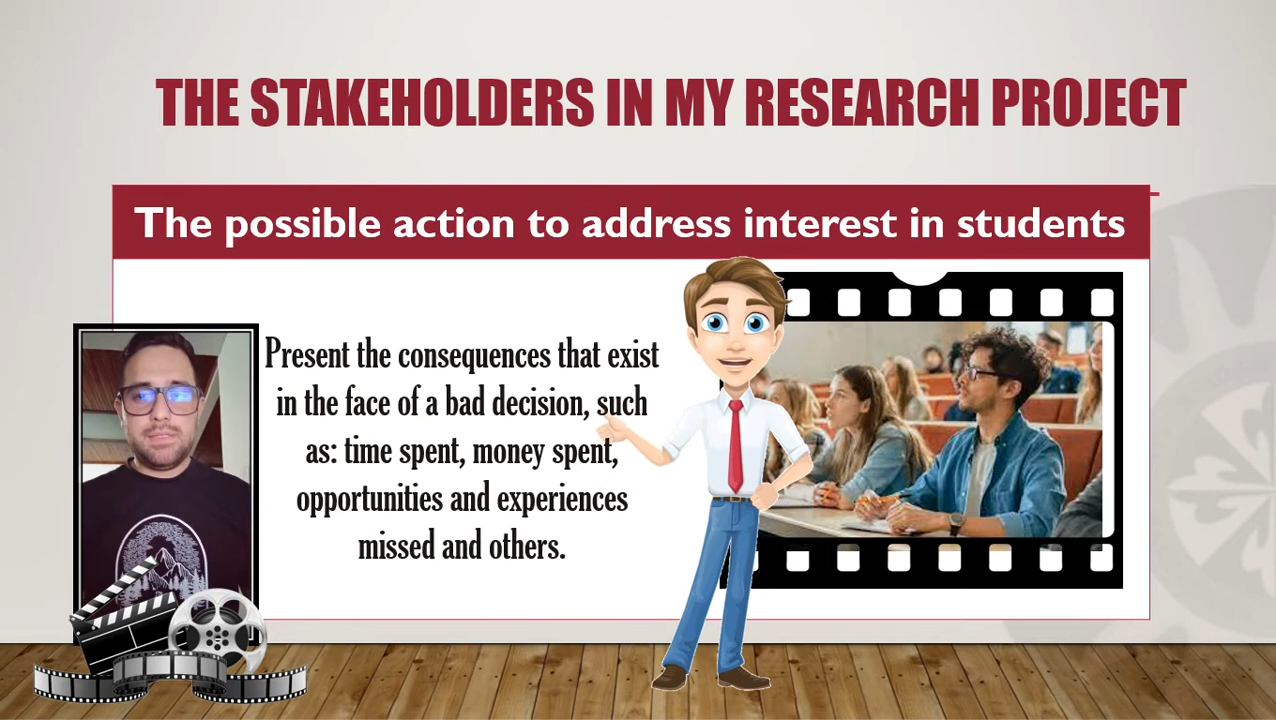 THE STAKEHOLDERS IN MY RESEARCH PROJECT
The possible action to address interest in students
Present the consequences that exist
in the face of a bad decision, such
as: time spent, money spent,
opportunities and experiences
missed and others.